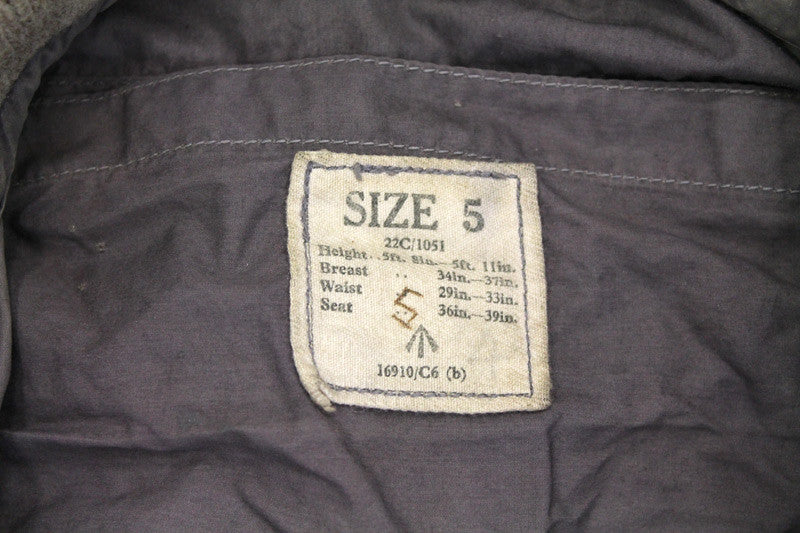 SIZE 5
22C/1051
Height ..5ft. 8in.—5ft. 11in.
Breast .. 34in.—37in.
Waist 29in.—33in.
Seat 36in.—39in.
5
16910/C6 (b)